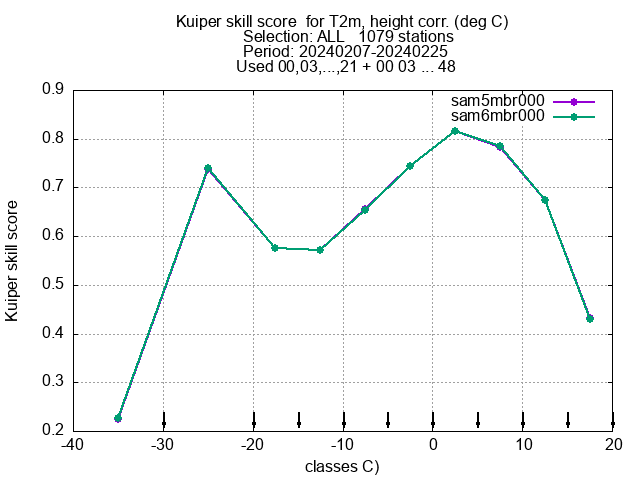 Kuiper skill score  for T2m, height corr. (deg C)
Selection: ALL   1079 stations
Period: 20240207-20240225
Used 00,03,...,21 + 00 03 ... 48
sam5mbr000
sam6mbr000
0.9
0.8
0.7
0.6
0.5
0.4
0.3
0.2
Kuiper skill score
-40 -30 -20 -10 0 10 20
classes C)